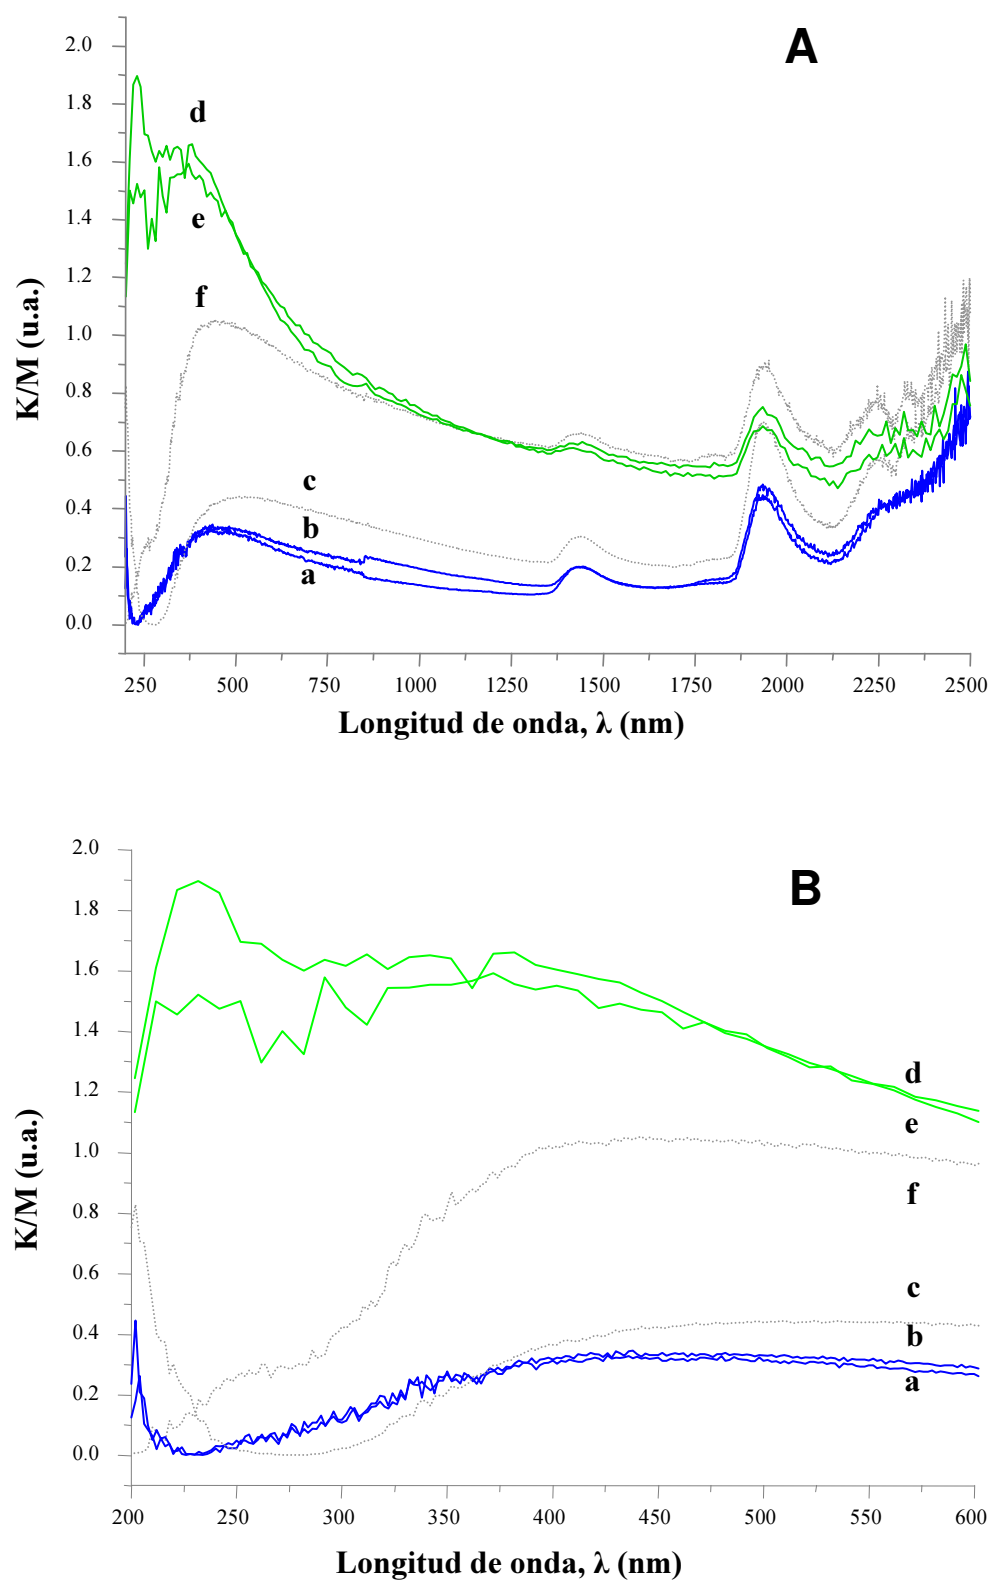 A
2.0
1.8
1.6
1.4
1.2
1.0
0.8
0.6
0.4
0.2
0.0
K/M (u.a.)
d
e
f
c
b
a
250 500 750 1000 1250 1500 1750 2000 2250 2500
Longitud de onda, λ (nm)
B
2.0
1.8
1.6
1.4
1.2
1.0
0.8
0.6
0.4
0.2
0.0
K/M (u.a.)
d
e
f
c
b
a
200 250 300 350 400 450 500 550 600
Longitud de onda, λ (nm)